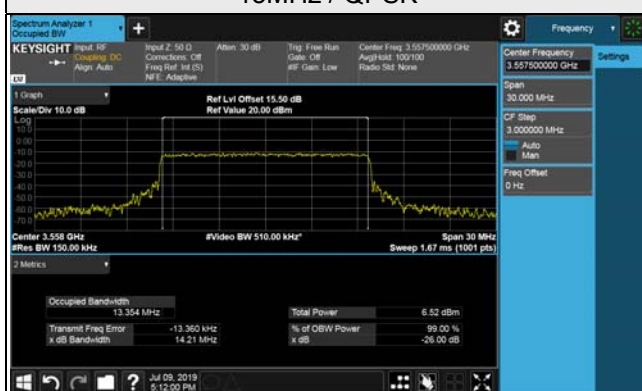 15MHz / QPSK
Spectrum Analyzer 1
Occupied BW
Frequency
KEYSIGHT Input: RF
Coupling: DC
Align: Auto
Input Z: 50 Ω
Corrections: Off
Freq Ref: Int (S)
NFE: Adaptive
Atten: 30 dB
Trig: Free Run
Gate: Off
#IF Gain: Low
Center Freq: 3.557500000 GHz
Avg|Hold: 100/100
Radio Std: None
LXI
Center Frequency
3.557500000 GHz
Settings
Span
30.000 MHz
CF Step
3.000000 MHz
Auto
Man
Freq Offset
0 Hz
1 Graph
Scale/Div 10.0 dB
Ref Lvl Offset 15.50 dB
Ref Value 20.00 dBm
Log
10.0
0.00
-10.0
-20.0
-30.0
-40.0
-50.0
-60.0
-70.0
Center 3.558 GHz
#Res BW 150.00 kHz
#Video BW 510.00 kHz*
Span 30 MHz
Sweep 1.67 ms (1001 pts)
2 Metrics
Occupied Bandwidth
13.354 MHz
Total Power 6.52 dBm
Transmit Freq Error -13.360 kHz
% of OBW Power 99.00 %
x dB Bandwidth 14.21 MHz
x dB -26.00 dB
Jul 09, 2019
5:12:00 PM